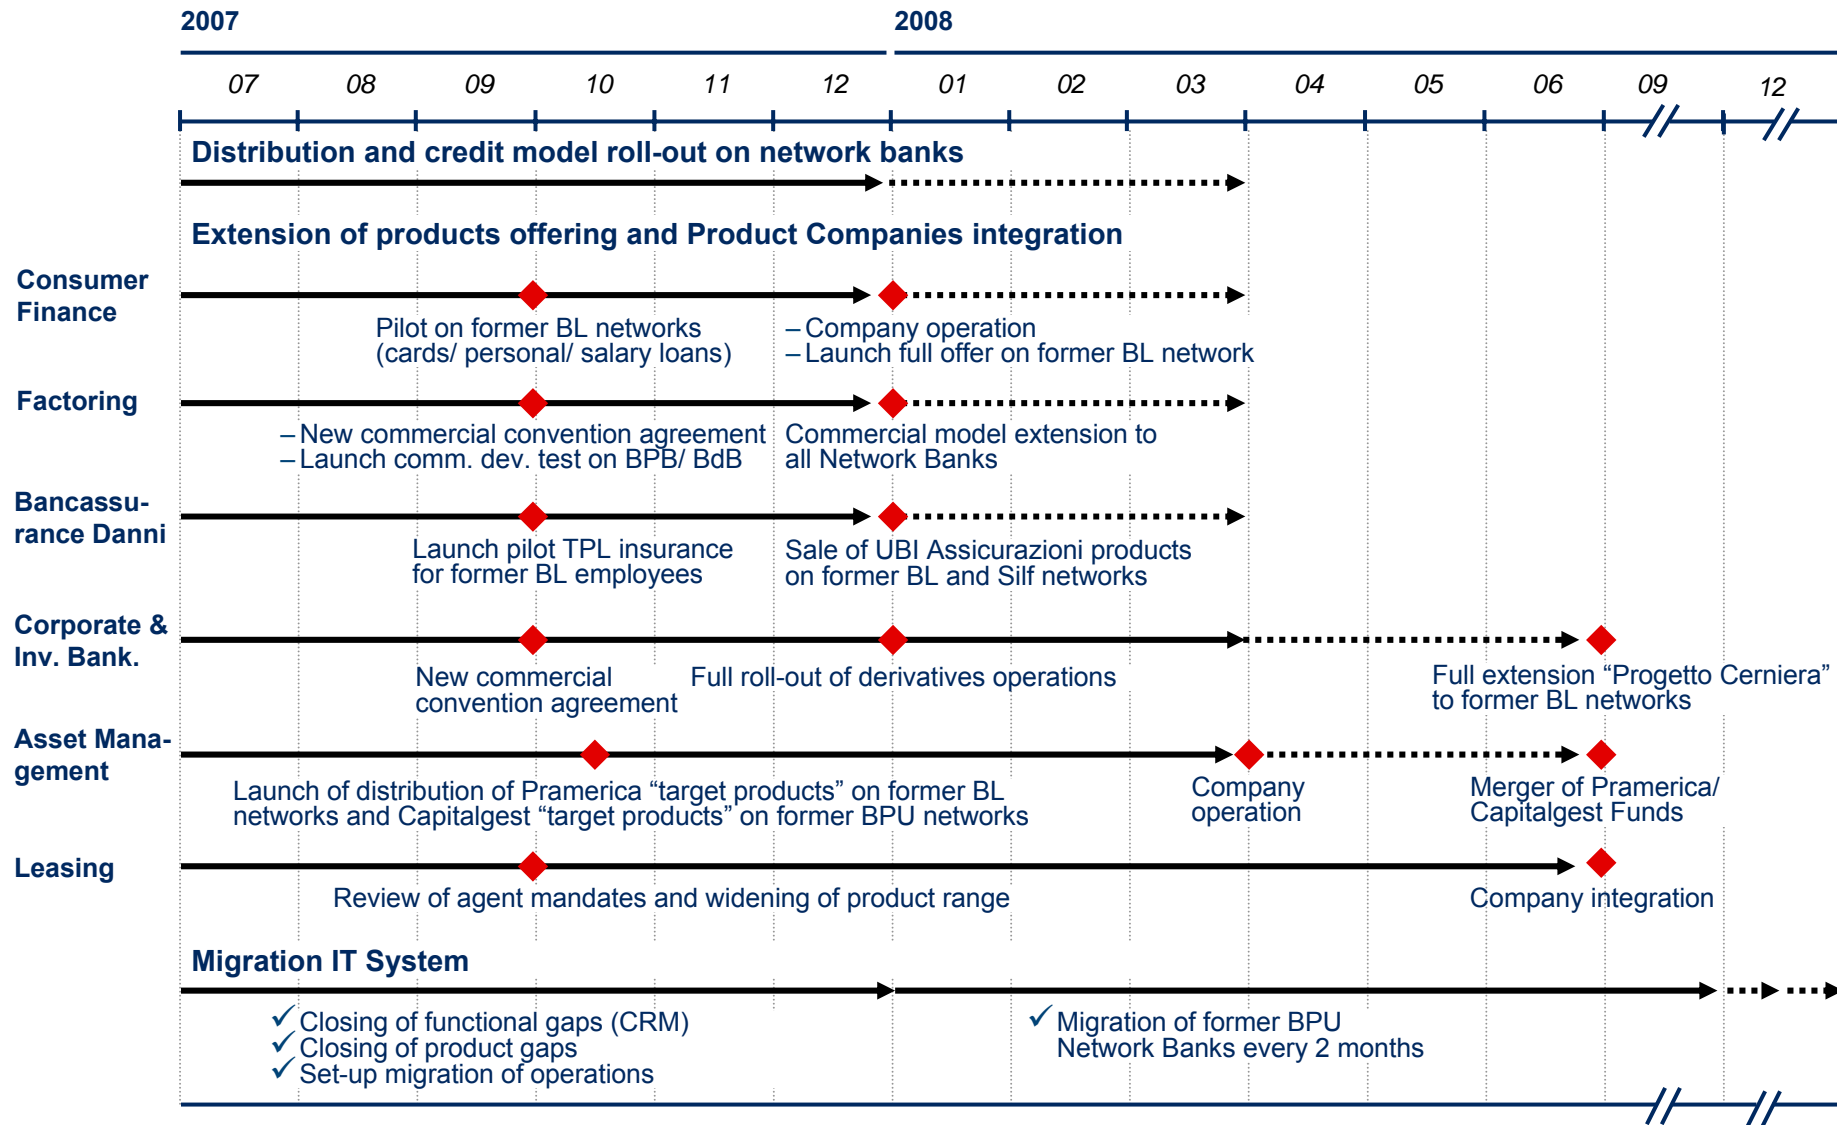 2007 2008
07 08 09 10 11 12 01 02 03 04 05 06 09 12
Distribution and credit model roll-out on network banks
Extension of products offering and Product Companies integration
Consumer
Finance
Pilot on former BL networks
(cards/ personal/ salary loans)
– Company operation
– Launch full offer on former BL network
Factoring
– New commercial convention agreement
– Launch comm. dev. test on BPB/ BdB
Commercial model extension to
all Network Banks
Bancassu-
rance Danni
Launch pilot TPL insurance
for former BL employees
Sale of UBI Assicurazioni products
on former BL and Silf networks
Corporate &
Inv. Bank.
New commercial
convention agreement
Full roll-out of derivatives operations
Full extension “Progetto Cerniera”
to former BL networks
Asset Mana-
gement
Launch of distribution of Pramerica “target products” on former BL
networks and Capitalgest “target products” on former BPU networks
Company
operation
Merger of Pramerica/
Capitalgest Funds
Leasing
Review of agent mandates and widening of product range
Company integration
Migration IT System
✓ Closing of functional gaps (CRM)
✓ Closing of product gaps
✓ Set-up migration of operations
✓ Migration of former BPU
Network Banks every 2 months